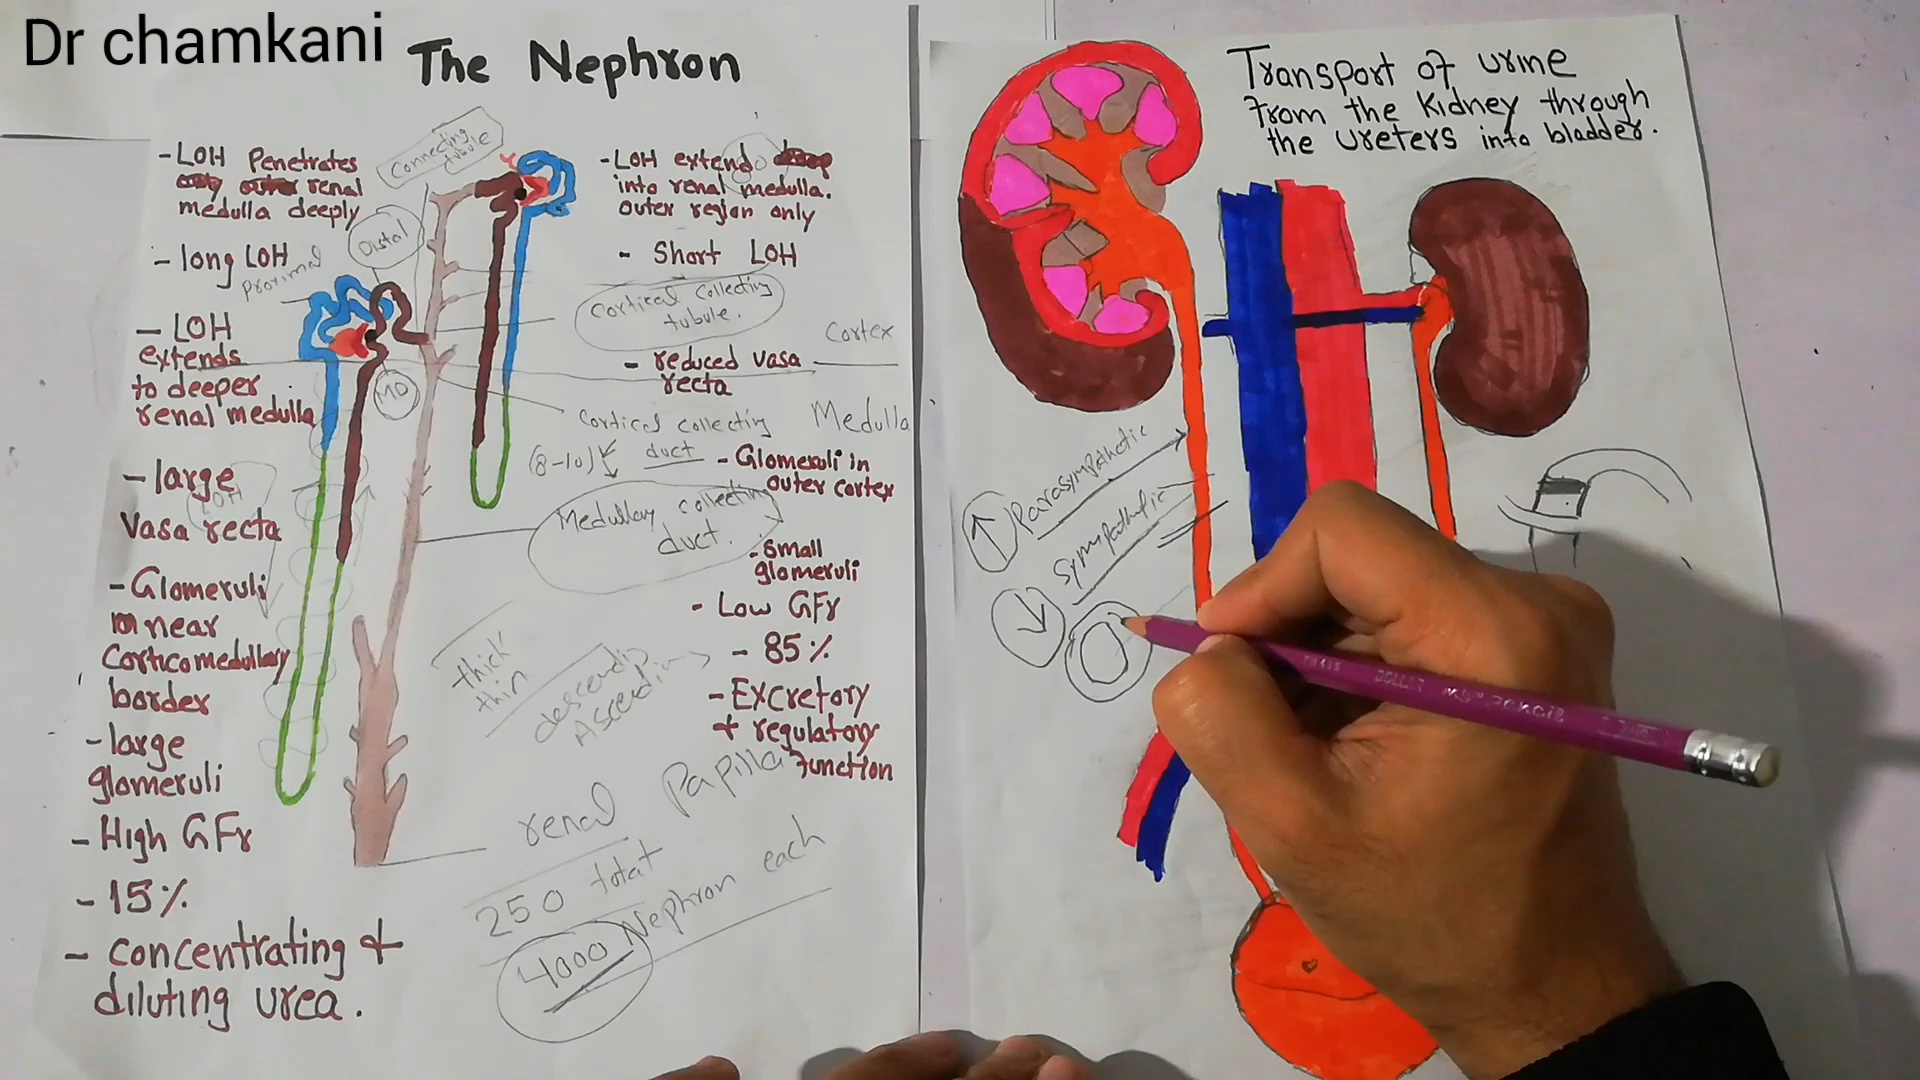 Dr chamkani
The Nephron
Connecting
tubule
-LOH Penetrates
renal
medulla deeply
Distal
- long LOH
Proximal
- LOH
extends
to deeper
renal medulla
MD
- large
LOH
Vasa recta
- Glomeruli
near
Corticomedullary
border
- large
glomeruli
- High GFr
- 15%
- concentrating &
diluting urea.
-LOH extend
into renal medulla.
outer region only
- Short LOH
Cortical Collecting
tubule.
Cortex
- reduced vasa
recta
Cortical collecting
duct
Medulla
(8-10)
- Glomeruli in
outer cortex
Medullary collecting
duct.
- Small
glomeruli
- Low GFr
- 85%
- Excretory
& regulatory
function
thick
thin
Ascending
renal Papilla
250 total
4000 Nephron each
Transport of urine
from the Kidney through
the ureters into bladder.
Parasympathetic
Sympathetic
DOLLAR my pencil